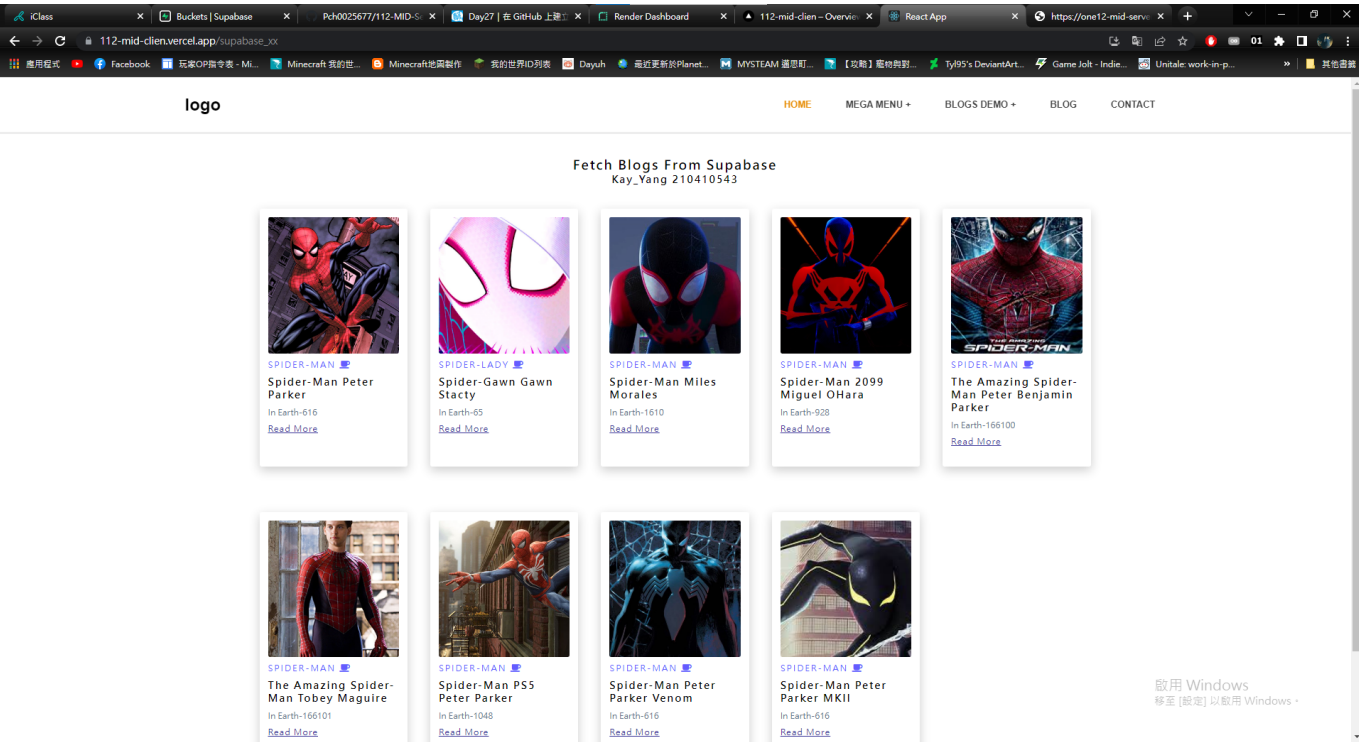 iClass
Buckets | Supabase
Pch0025677/112-MID-Se
Day27 | 在 GitHub 上建立
Render Dashboard
112-mid-clien – Overview
React App
https://one12-mid-serve
112-mid-clien.vercel.app/supabase_xx
01
應用程式
Facebook
玩家OP指令表 - Mi...
Minecraft 我的世...
Minecraft地圖製作
我的世界ID列表
Dayuh
最近更新於Planet...
MYSTEAM 邁思町...
【攻略】寵物與對...
Tyl95's DeviantArt...
Game Jolt - Indie...
Unitale: work-in-p...
»
其他書籤
logo
HOME
MEGA MENU +
BLOGS DEMO +
BLOG
CONTACT
Fetch Blogs From Supabase
Kay_Yang 210410543
THE AMAZING
SPIDER-MAN
SPIDER-MAN
Spider-Man Peter
Parker
In Earth-616
Read More
SPIDER-LADY
Spider-Gawn Gawn
Stacty
In Earth-65
Read More
SPIDER-MAN
Spider-Man Miles
Morales
In Earth-1610
Read More
SPIDER-MAN
Spider-Man 2099
Miguel OHara
In Earth-928
Read More
SPIDER-MAN
The Amazing Spider-
Man Peter Benjamin
Parker
In Earth-166100
Read More
SPIDER-MAN
The Amazing Spider-
Man Tobey Maguire
In Earth-166101
Read More
SPIDER-MAN
Spider-Man PS5
Peter Parker
In Earth-1048
Read More
SPIDER-MAN
Spider-Man Peter
Parker Venom
In Earth-616
Read More
SPIDER-MAN
Spider-Man Peter
Parker MKII
In Earth-616
Read More
啟用 Windows
移至 [設定] 以啟用 Windows。